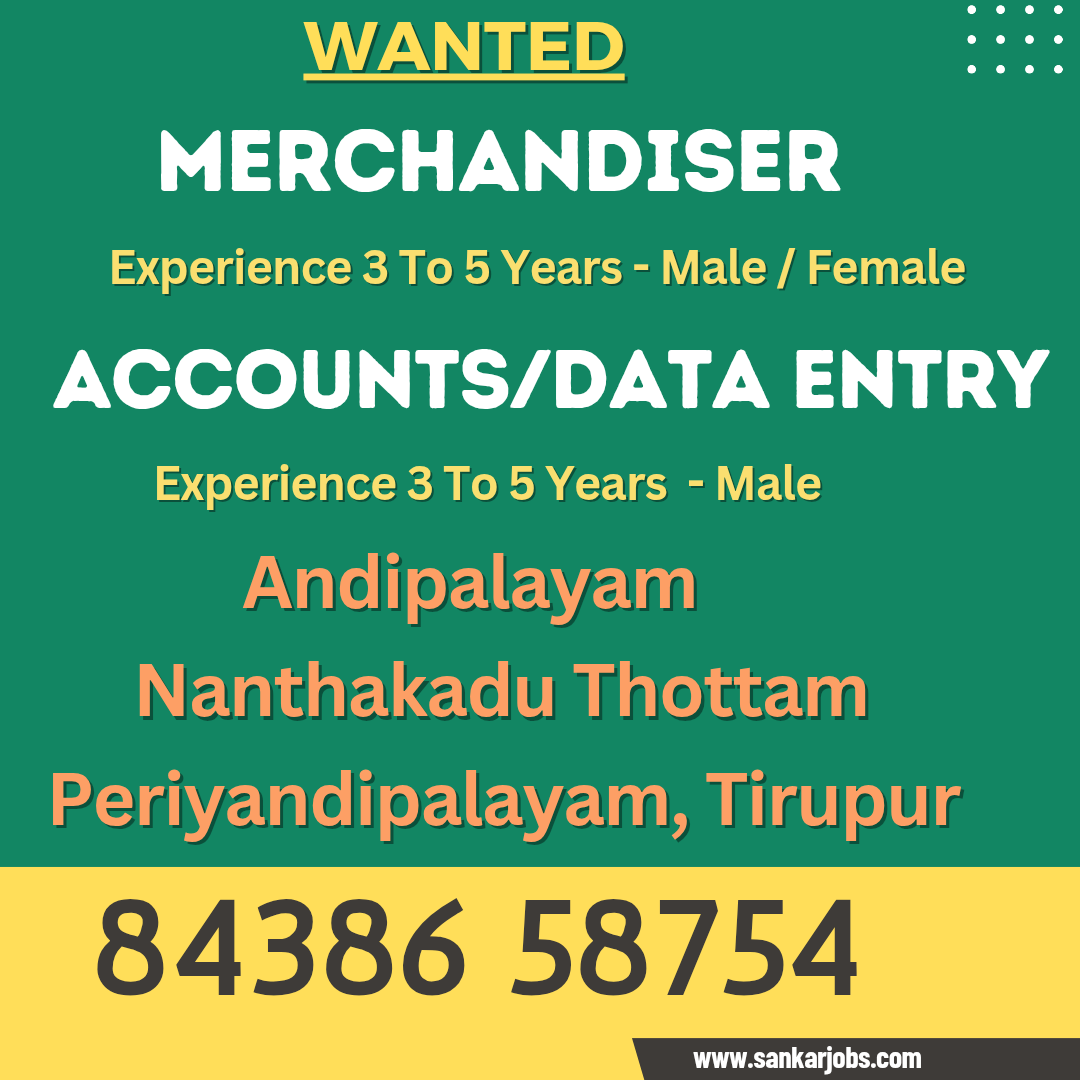 WANTED
MERCHANDISER
Experience 3 To 5 Years - Male / Female
ACCOUNTS/DATA ENTRY
Experience 3 To 5 Years - Male
Andipalayam
Nanthakadu Thottam
Periyandipalayam, Tirupur
84386 58754
www.sankarjobs.com